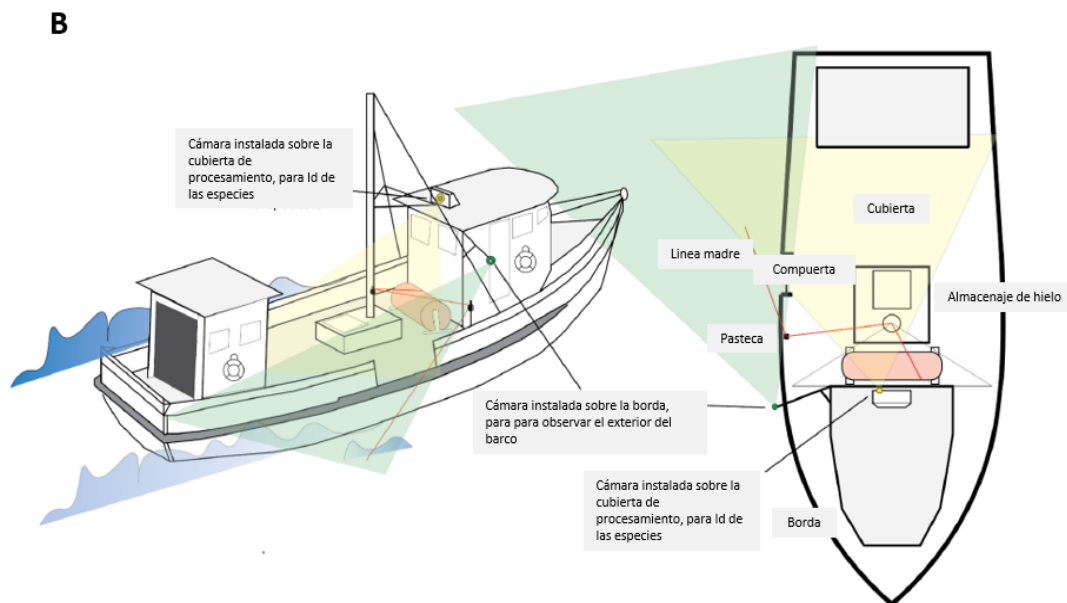 B
Cámara instalada sobre la
cubierta de
procesamiento, para Id de
las especies
Cubierta
Linea madre
Compuerta
Almacenaje de hielo
Pasteca
Cámara instalada sobre la borda,
para para observar el exterior del
barco
Cámara instalada sobre la
cubierta de
procesamiento, para Id de
las especies
Borda